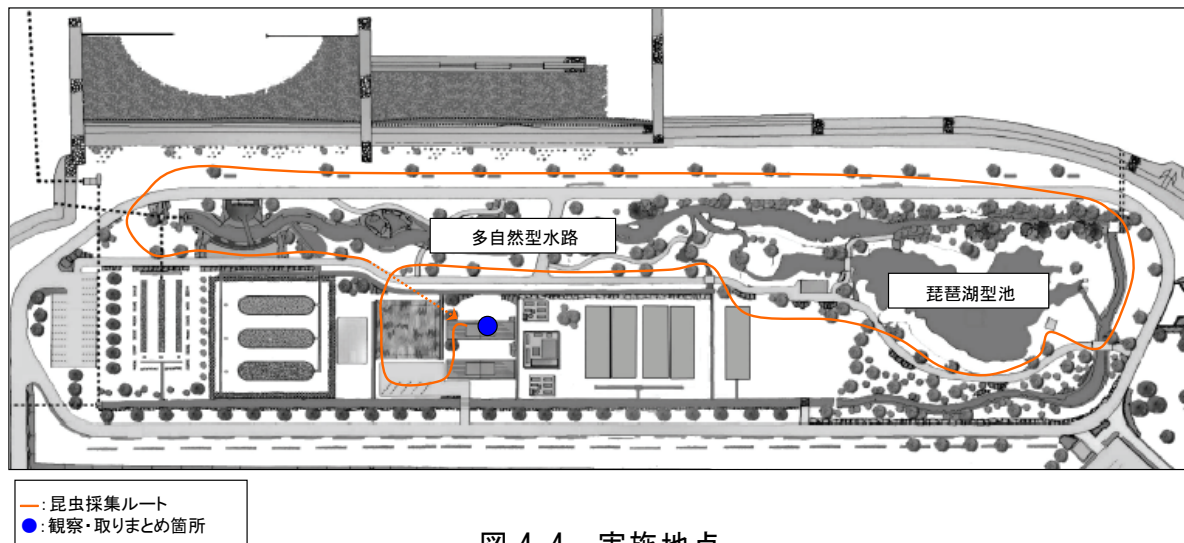 多自然型水路
琵琶湖型池
:昆虫採集ルート
:観察・取りまとめ箇所
図 4-4 実施地点